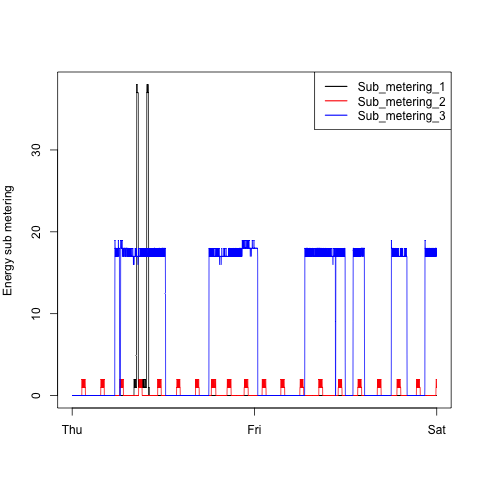 Sub_metering_1
Sub_metering_2
Sub_metering_3
Energy sub metering
30
20
10
0
Thu Fri Sat